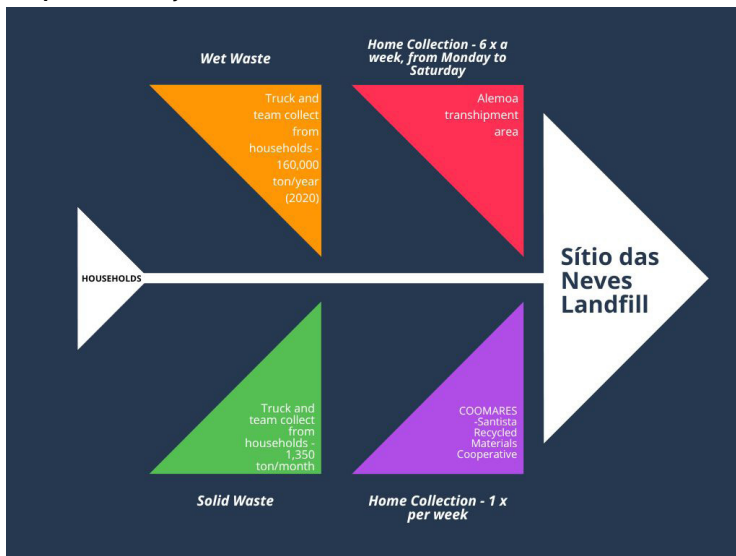 Wet Waste
Home Collection - 6 x a
week, from Monday to
Saturday
Truck and
team collect
from
households -
160,000
ton/year
(2020)
Alemoa
transhipment
area
HOUSEHOLDS
Sítio das
Neves
Landfill
Truck and
team collect
from
households -
1,350
ton/month
COOMARES
-Santista
Recycled
Materials
Cooperative
Solid Waste
Home Collection - 1 x
per week